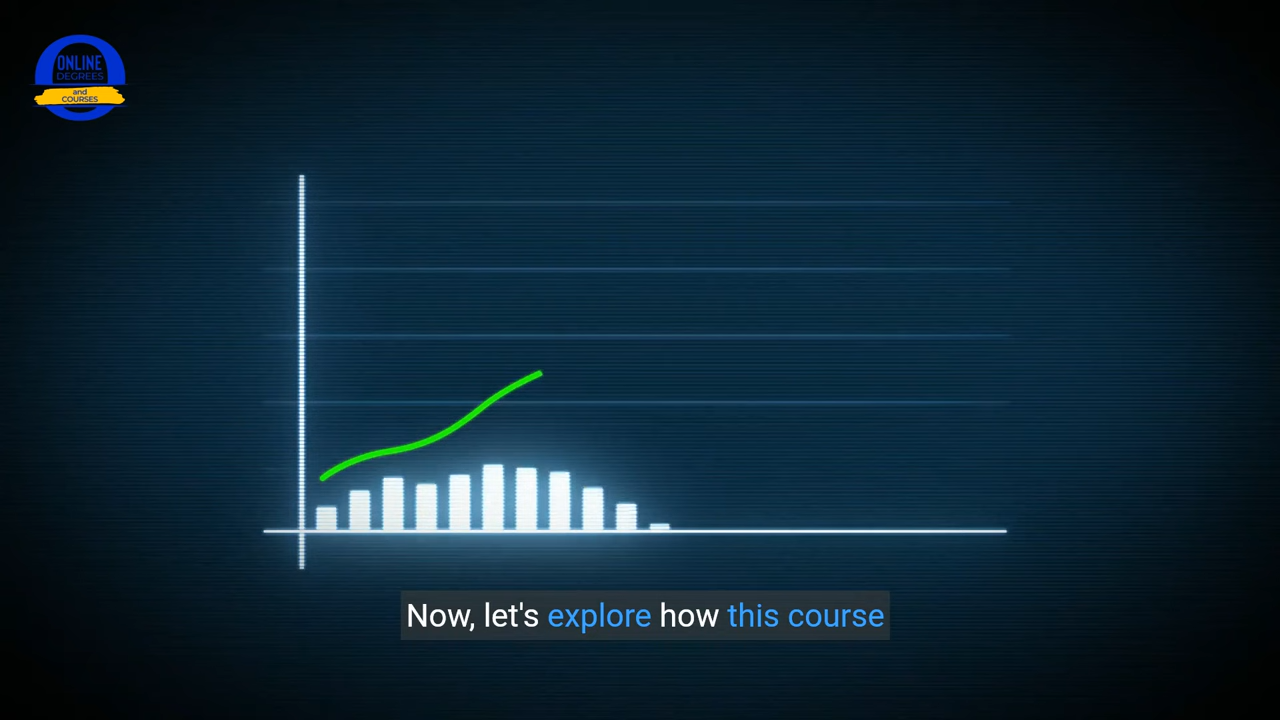 ONLINE
DEGREES
and
COURSES
Now, let's explore how this course